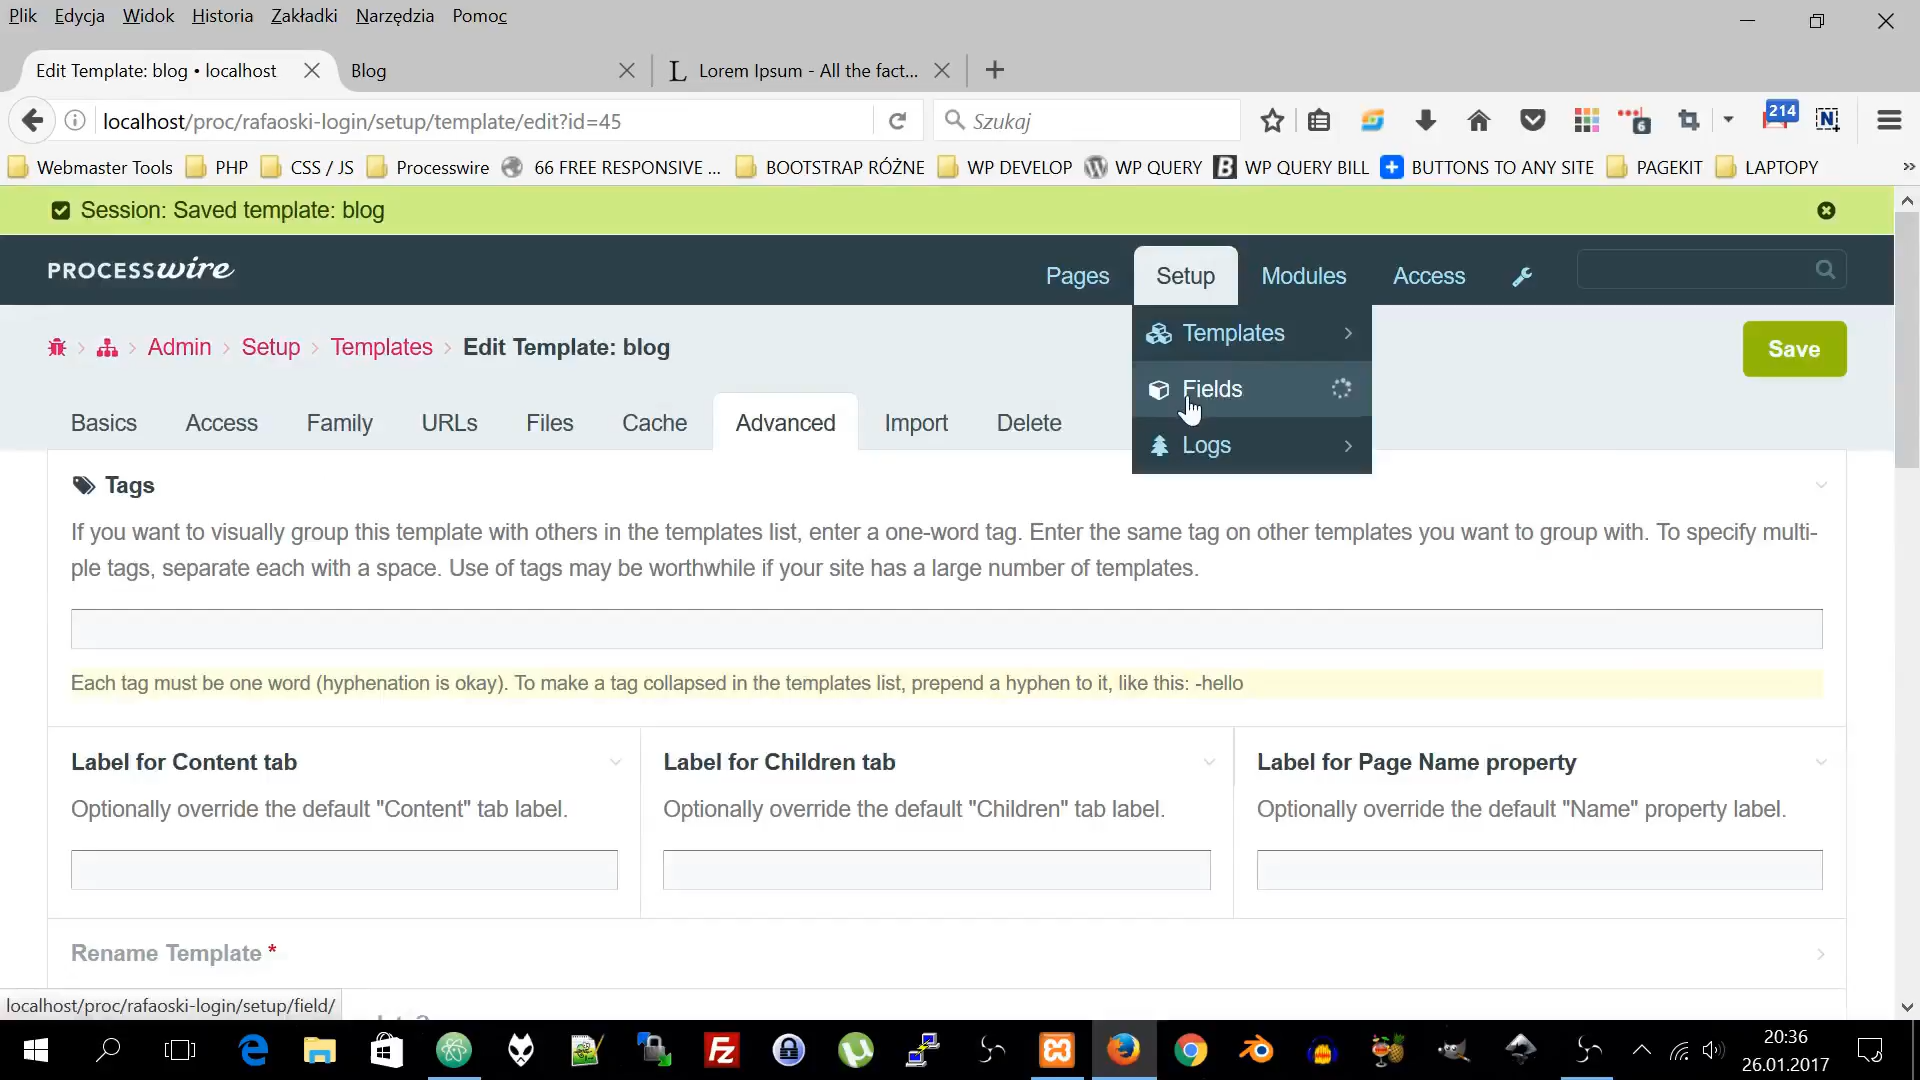 Plik Edycja Widok Historia Zakładki Narzędzia Pomoc
Edit Template: blog • localhost
Blog
L Lorem Ipsum - All the fact...
localhost/proc/rafaoski-login/setup/template/edit?id=45
Szukaj
6
214
N
Webmaster Tools PHP CSS / JS Processwire 66 FREE RESPONSIVE ... BOOTSTRAP RÓŻNE WP DEVELOP WP QUERY B WP QUERY BILL BUTTONS TO ANY SITE PAGEKIT LAPTOPY
Session: Saved template: blog
PROCESSwire
Pages Setup Modules Access
Templates
Admin Setup Templates Edit Template: blog
Save
Fields
Basics Access Family URLs Files Cache Advanced Import Delete
Logs
Tags
If you want to visually group this template with others in the templates list, enter a one-word tag. Enter the same tag on other templates you want to group with. To specify multi-
ple tags, separate each with a space. Use of tags may be worthwhile if your site has a large number of templates.
Each tag must be one word (hyphenation is okay). To make a tag collapsed in the templates list, prepend a hyphen to it, like this: -hello
Label for Content tab
Optionally override the default "Content" tab label.
Label for Children tab
Optionally override the default "Children" tab label.
Label for Page Name property
Optionally override the default "Name" property label.
Rename Template *
localhost/proc/rafaoski-login/setup/field/
20:36
26.01.2017